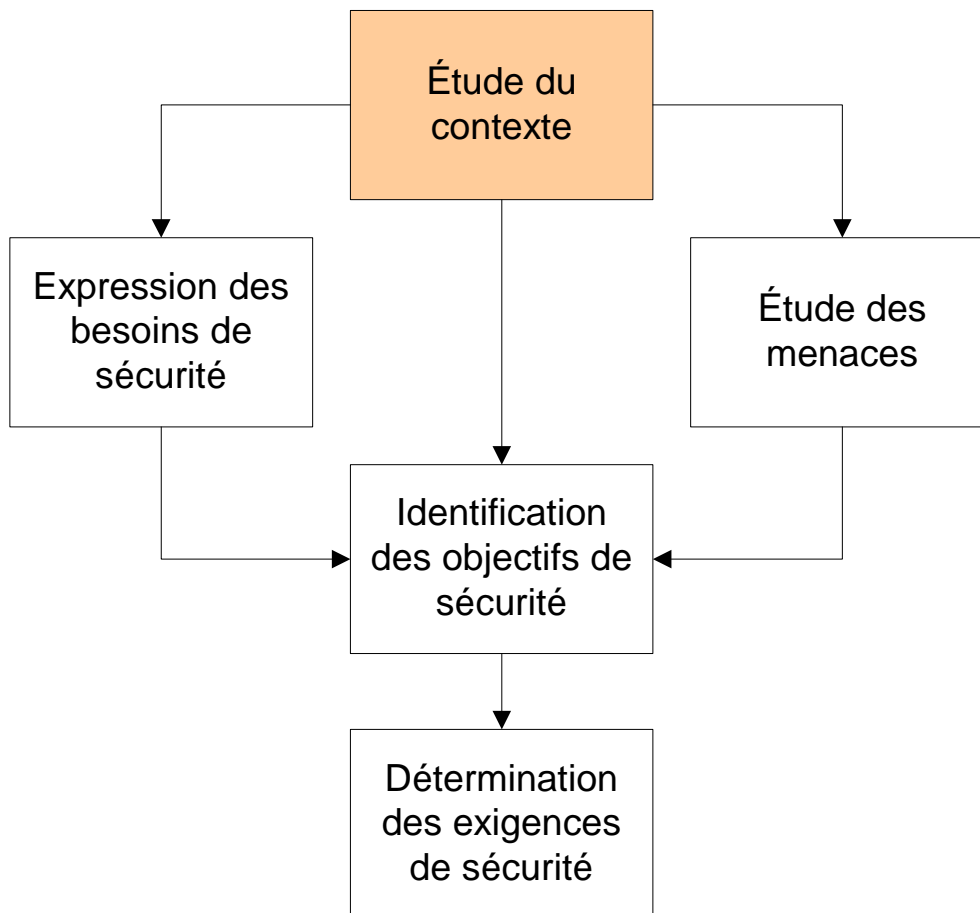 Étude du
contexte
Expression des
besoins de
sécurité
Étude des
menaces
Identification
des objectifs de
sécurité
Détermination
des exigences
de sécurité